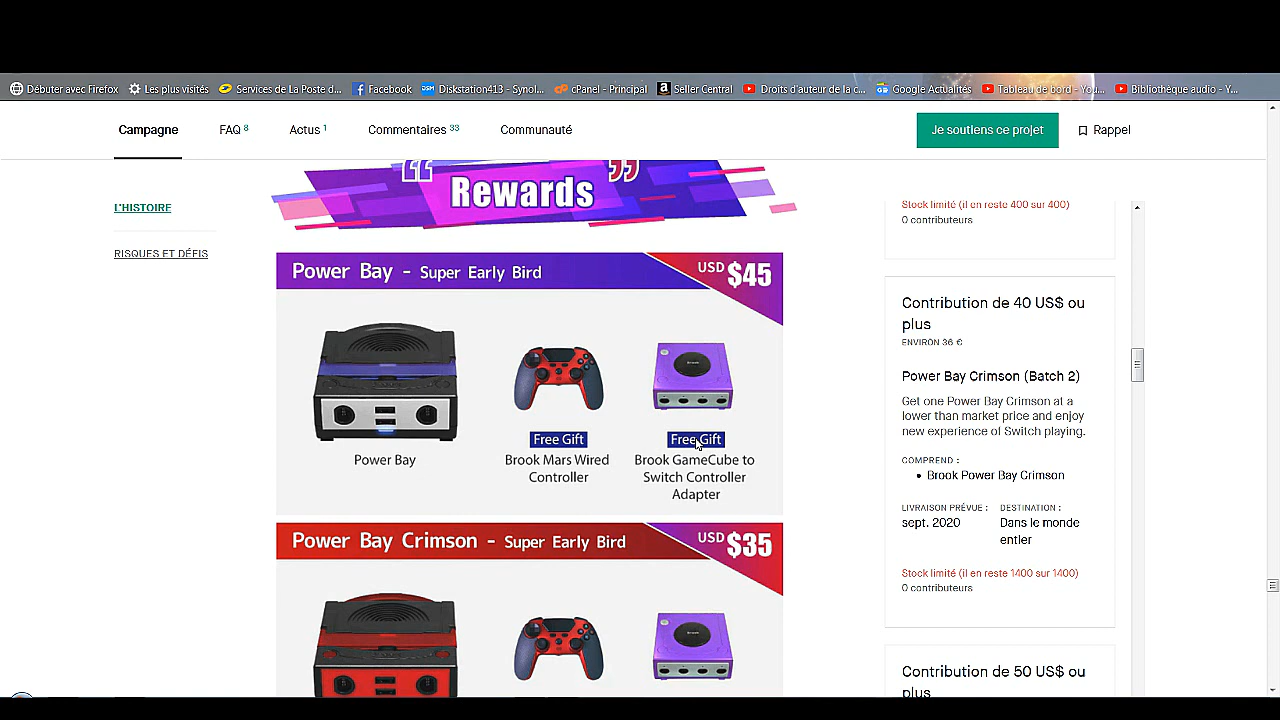 Débuter avec Firefox Les plus visités Services de la Poste d... Facebook Diskstation413 - Synol... cPanel - Principal Seller Central Droits d'auteur de la c... Google Actualités Tableau de bord - You... Bibliothèque audio - Y...
Campagne FAQ 8 Actus 1 Commentaires 33 Communauté Je soutiens ce projet Rappel
L'HISTOIRE
RISQUES ET DÉFIS
“ Rewards ”
Power Bay - Super Early Bird USD $45
Power Bay
Free Gift
Brook Mars Wired
Controller
Free Gift
Brook GameCube to
Switch Controller
Adapter
Power Bay Crimson - Super Early Bird USD $35
Stock limité (il en reste 400 sur 400)
0 contributeurs
Contribution de 40 US$ ou
plus
ENVIRON 36 €
Power Bay Crimson (Batch 2)
Get one Power Bay Crimson at a
lower than market price and enjoy
new experience of Switch playing.
COMPREND :
• Brook Power Bay Crimson
LIVRAISON PRÉVUE : DESTINATION :
sept. 2020 Dans le monde
entier
Stock limité (il en reste 1400 sur 1400)
0 contributeurs
Contribution de 50 US$ ou
plus